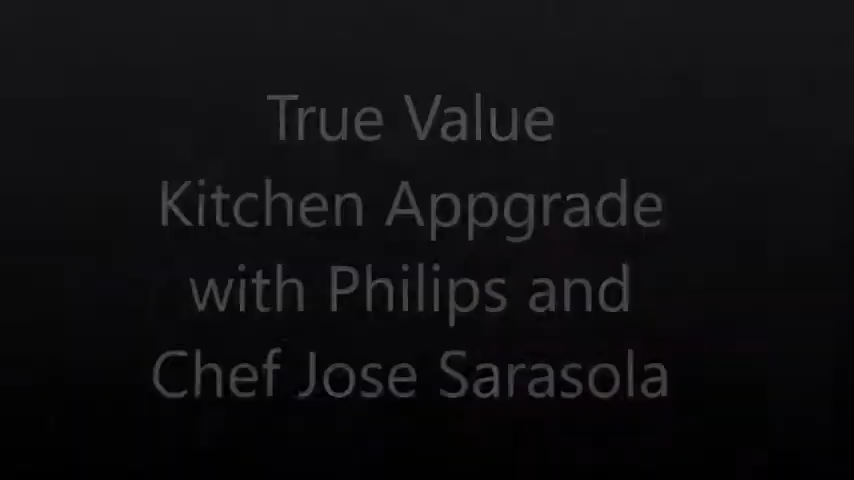 True Value
Kitchen Appgrade
with Philips and
Chef Jose Sarasola